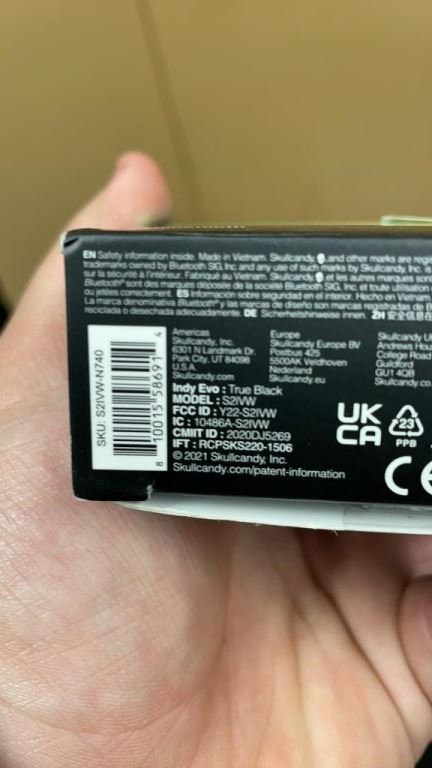 EN Safety information inside. Made in Vietnam. Skullcandy, and other marks are regis
trademarks owned by Bluetooth SIG, Inc. and any use of such marks by Skullcandy, Inc.
sur la sécurité à l'intérieur. Fabriqué au Vietnam. Skullcandy, et les autres marques
Bluetooth® sont des marques déposées de la société Bluetooth SIG, Inc. et toute
ou jetées correctement. ES Información sobre seguridad en el interior. Hecho en Vietnam
La marca denominativa Bluetooth® y las marcas de diseño son marcas registradas de B
reciclada o desechada adecuadamente. DE Sicherheitshinweise innen. ZH
SKU: S2IVW-N740
8 10015 58691 4
Americas
Skullcandy, Inc.
6301 N Landmark Dr.
Park City, UT 84098
U.S.A.
Skullcandy.com
Europe
Skullcandy Europe BV
Postbus 425
5500AK Veldhoven
Nederland
Skullcandy.eu
Skullcandy U
Andrews Hou
College Road
Guildford
GU1 4QB
Skullcandy.co.
Indy Evo : True Black
MODEL : S2IVW
FCC ID : Y22-S2IVW
IC : 10486A-S2IVW
CMIIT ID : 2020DJ5269
IFT : RCPSKS220-1506
© 2021 Skullcandy, Inc.
Skullcandy.com/patent-information
UK
CA
23
PPB
CE